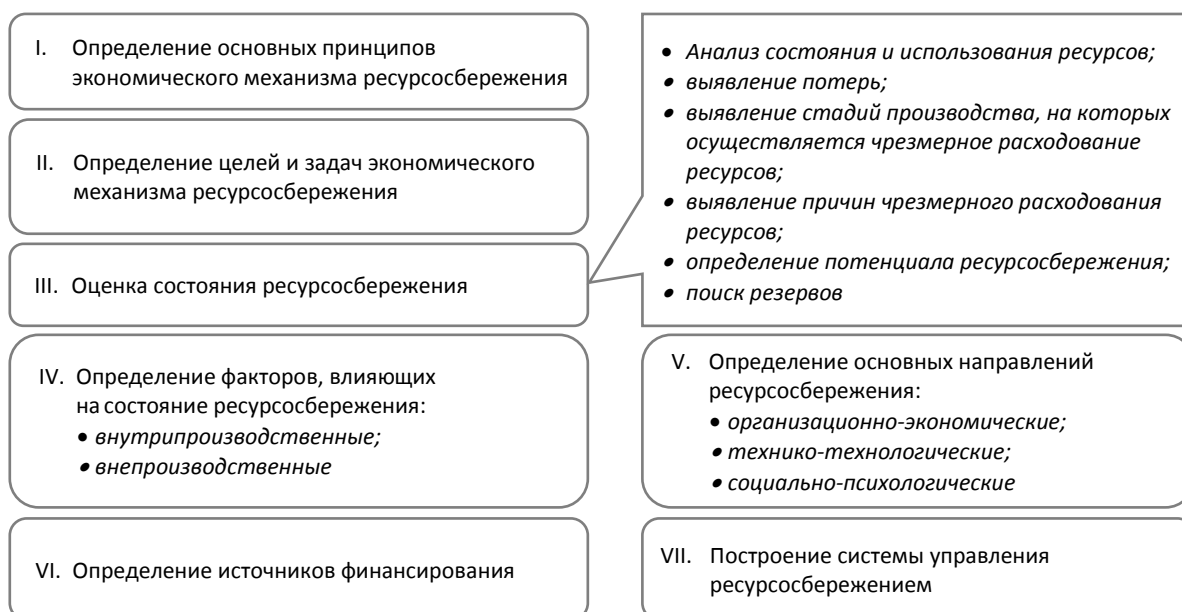 I. Определение основных принципов
экономического механизма ресурсосбережения
II. Определение целей и задач экономического
механизма ресурсосбережения
III. Оценка состояния ресурсосбережения
• Анализ состояния и использования ресурсов;
• выявление потерь;
• выявление стадий производства, на которых
осуществляется чрезмерное расходование
ресурсов;
• выявление причин чрезмерного расходования
ресурсов;
• определение потенциала ресурсосбережения;
• поиск резервов
IV. Определение факторов, влияющих
на состояние ресурсосбережения:
• внутрипроизводственные;
• внепроизводственные
V. Определение основных направлений
ресурсосбережения:
• организационно-экономические;
• технико-технологические;
• социально-психологические
VI. Определение источников финансирования
VII. Построение системы управления
ресурсосбережением